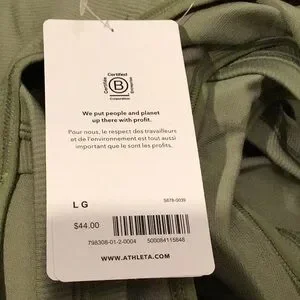 Certified
B
Corporation
We put people and planet
up there with profit.
Pour nous, le respect des travailleurs
et de l'environnement est tout aussi
important que le sont les profits.
L G
5878-0039
$44.00
798308-01-2-0004
500084115848
WWW.ATHLETA.COM